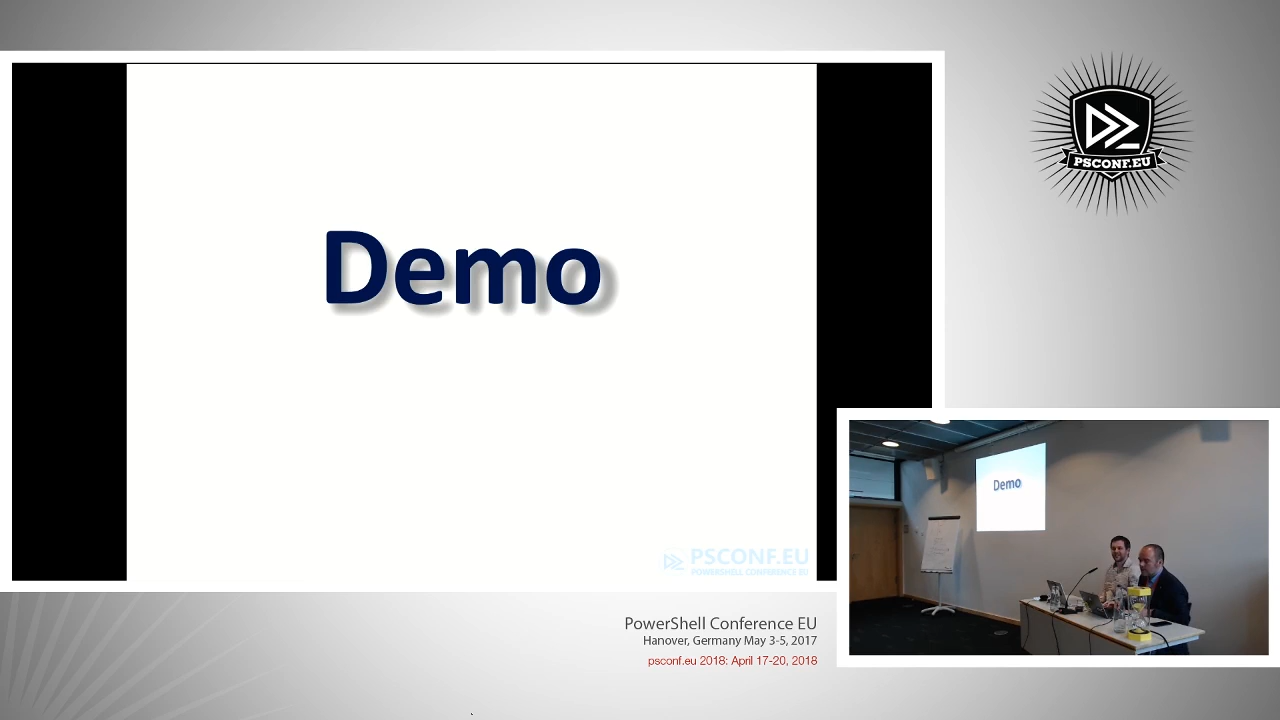 Demo
PSCONF.EU
POWERSHELL CONFERENCE EU
PSCONF.EU
Demo
PowerShell Conference EU
Hanover, Germany May 3-5, 2017
psconf.eu 2018: April 17-20, 2018